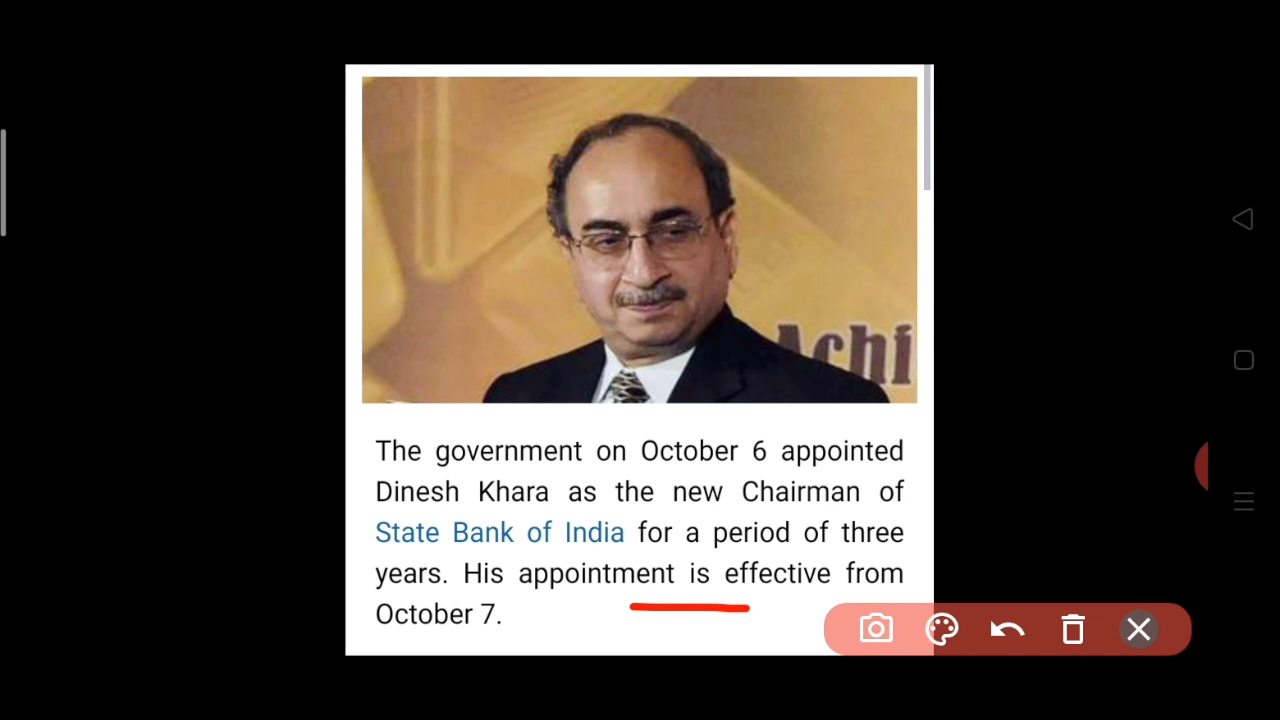 Achi
The government on October 6 appointed
Dinesh Khara as the new Chairman of
State Bank of India for a period of three
years. His appointment is effective from
October 7.